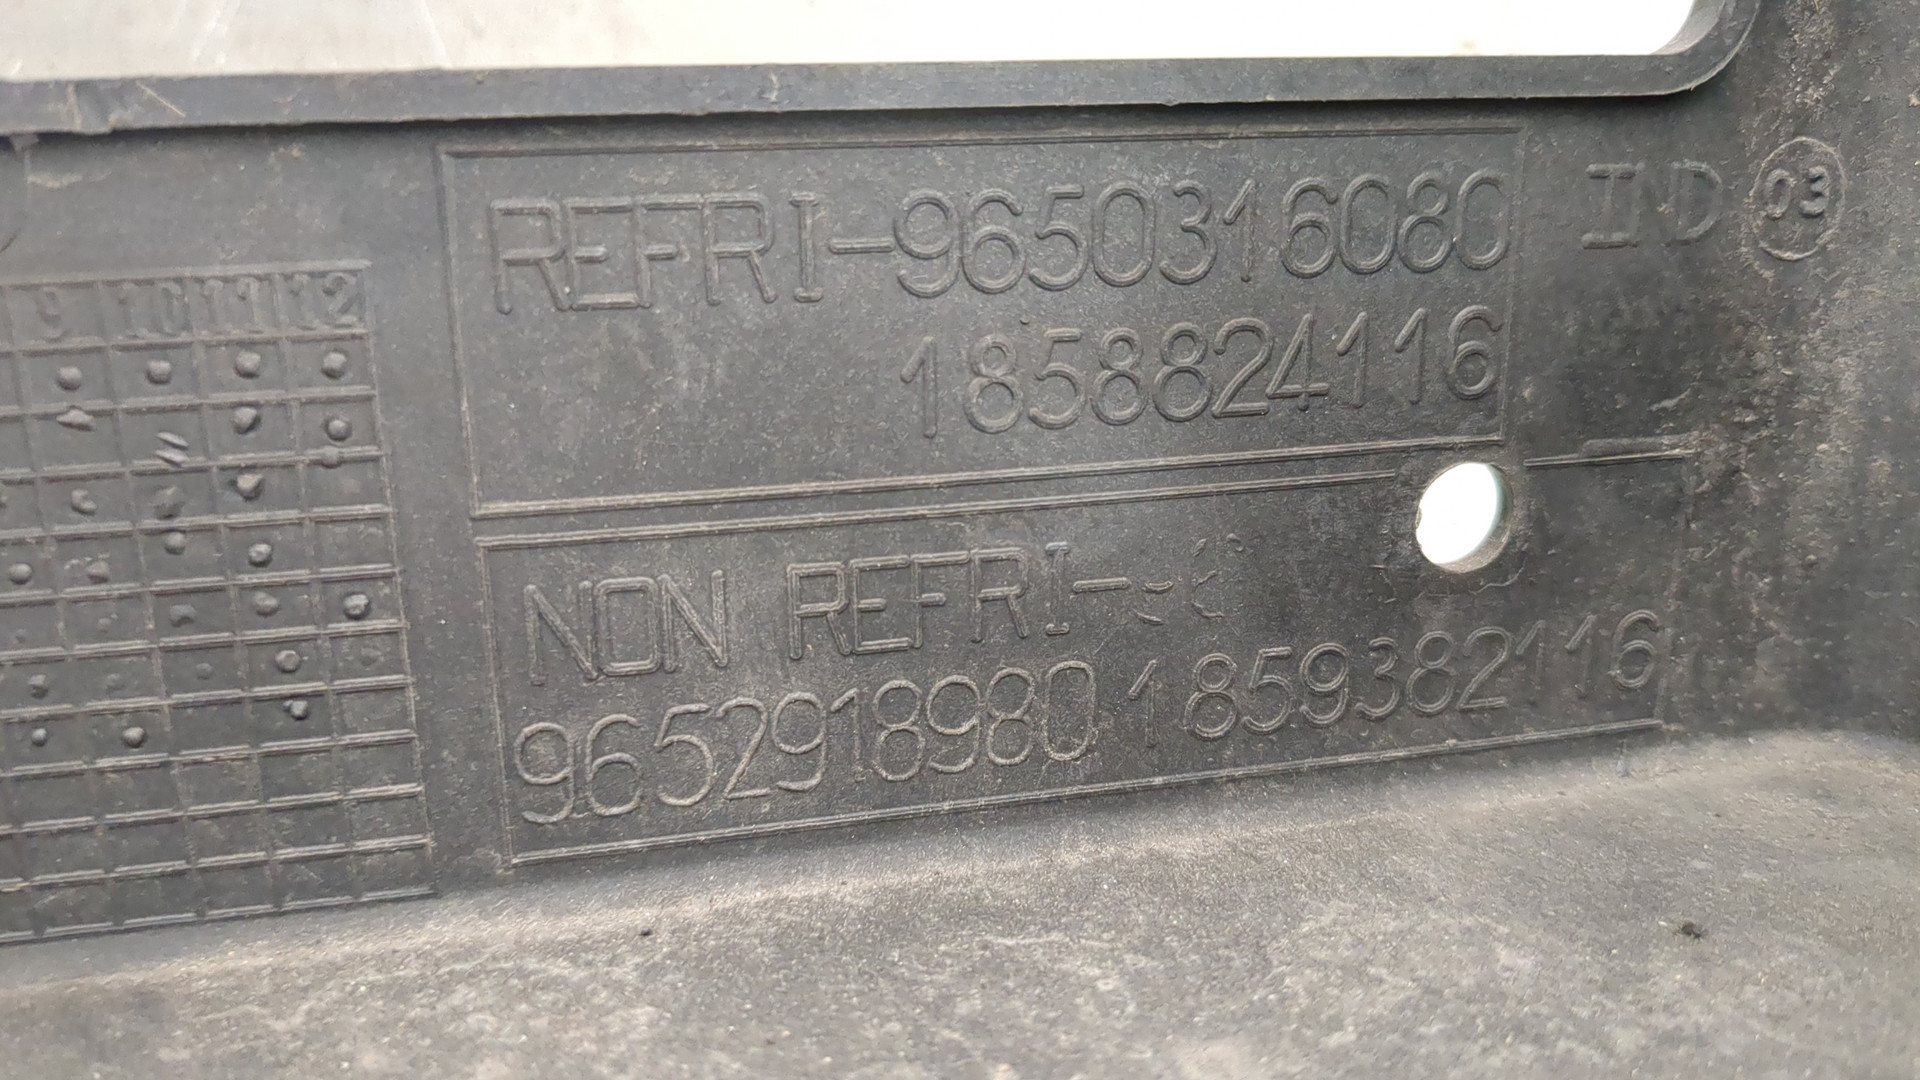 REFRI-9650316080
1858824116
IND 03
9 10 11 12
NON REFRI-
9652918980 1859382116